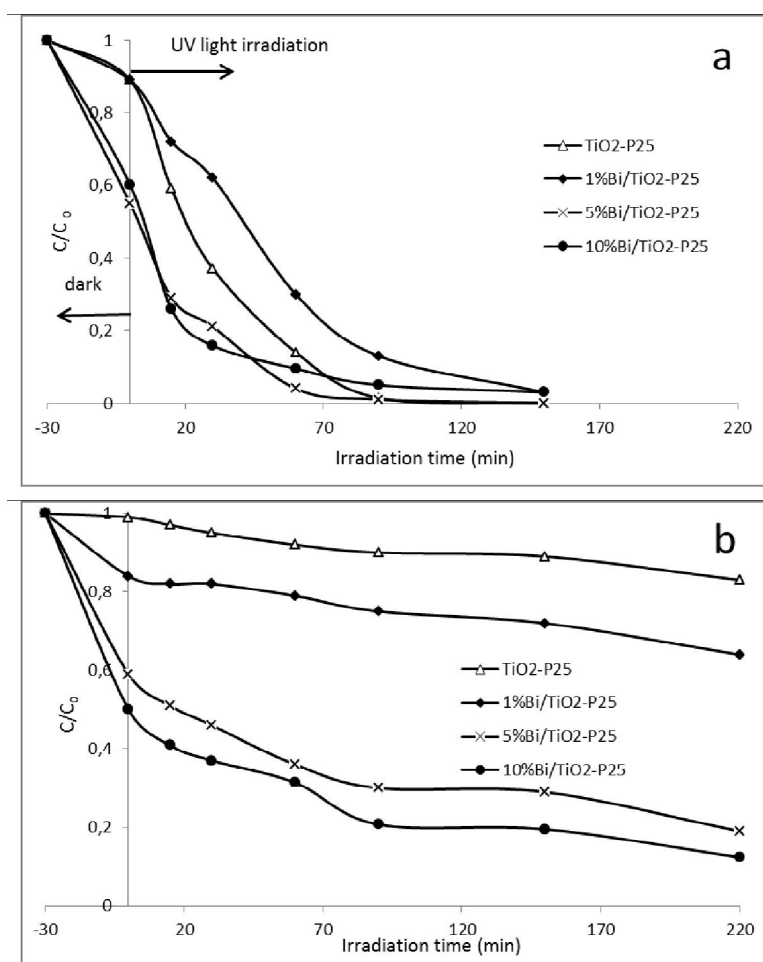 a
UV light irradiation
1
0,8
0,6
0,4
0,2
0
C/C0
dark
TiO2-P25
1%Bi/TiO2-P25
5%Bi/TiO2-P25
10%Bi/TiO2-P25
-30 20 70 120 170 220
Irradiation time (min)
b
1
0,8
0,6
0,4
0,2
0
C/C0
TiO2-P25
1%Bi/TiO2-P25
5%Bi/TiO2-P25
10%Bi/TiO2-P25
-30 20 70 120 170 220
Irradiation time (min)